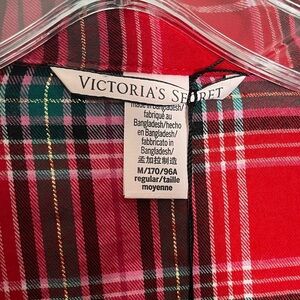 VICTORIA'S SECRET
made in Bangladesh/
fabriqué au
Bangladesh/hecho
en Bangladesh/
fabbricato in
Bangladesh/
孟加拉制造
M/170/96A
regular/taille
moyenne